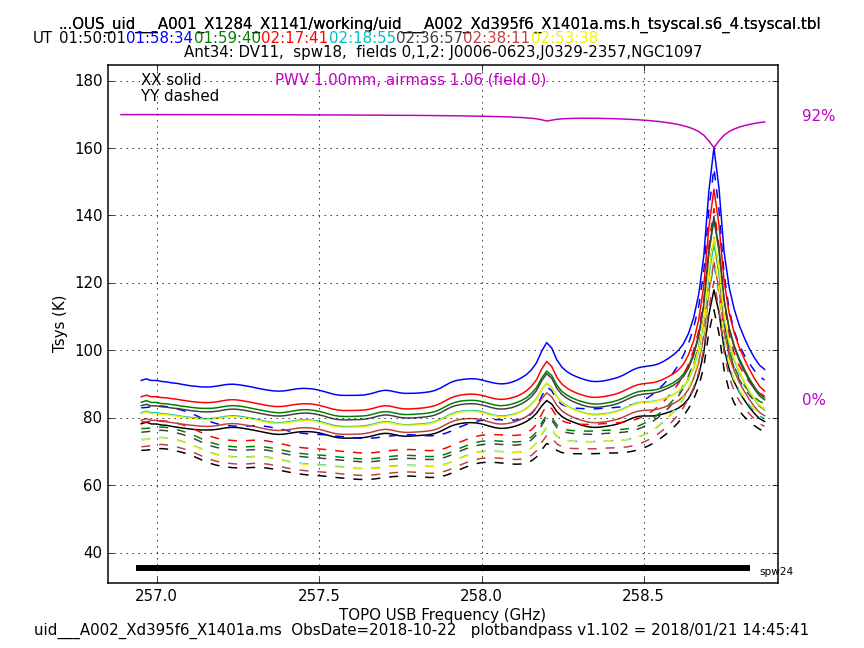 ...OUS_uid___A001_X1284_X1141/working/uid___A002_Xd395f6_X1401a.ms.h_tsyscal.s6_4.tsyscal.tbl
UT 01:50:01 01:58:34 01:59:40 02:17:41 02:18:55 02:36:57 02:38:11 02:53:38
Ant34: DV11,  spw18,  fields 0,1,2: J0006-0623,J0329-2357,NGC1097
XX solid
PWV 1.00mm, airmass 1.06 (field 0)
YY dashed
180
160
140
120
100
80
60
40
Tsys (K)
92%
0%
spw24
257.0 257.5 258.0 258.5
TOPO USB Frequency (GHz)
uid___A002_Xd395f6_X1401a.ms  ObsDate=2018-10-22   plotbandpass v1.102 = 2018/01/21 14:45:41